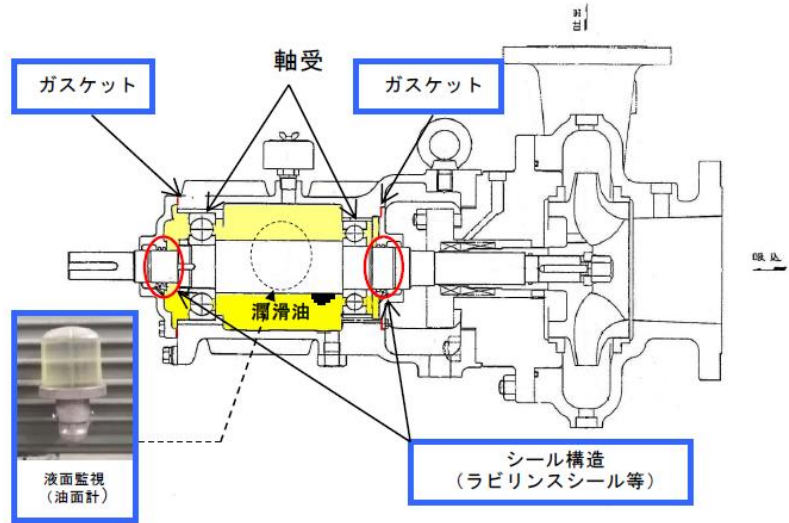 吐出
ガスケット
軸受
ガスケット
吸込
潤滑油
液面監視
（油面計）
シール構造
（ラビリンスシール等）